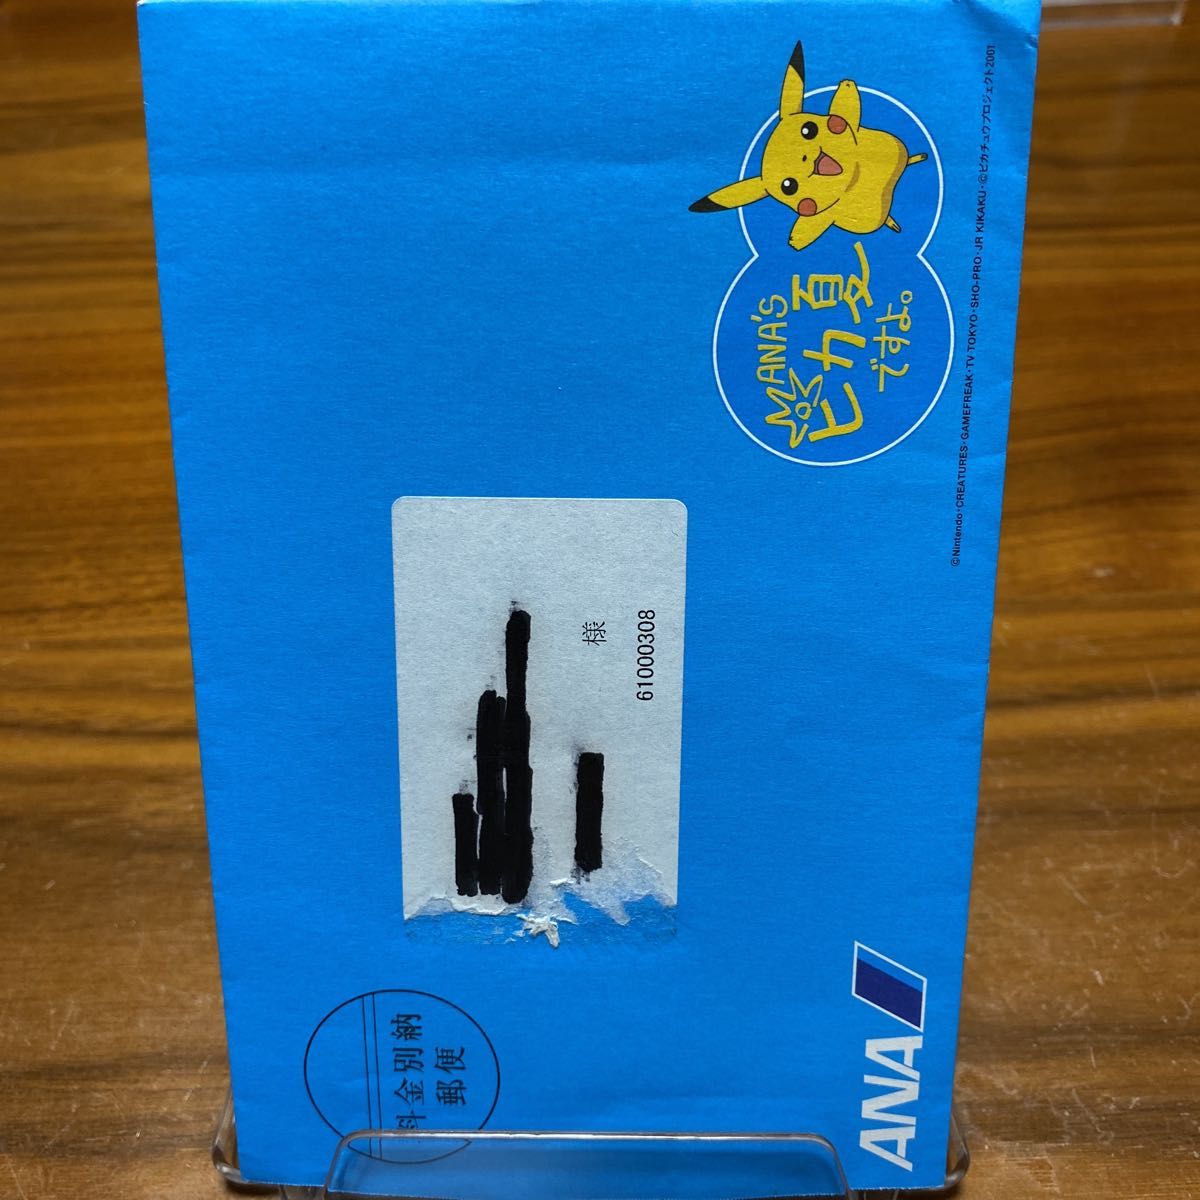 ANA'S
ピカ夏
ですよ。
©Nintendo・CREATURES・GAMEFREAK・TV TOKYO・SHO-PRO・JR KIKAKU・©ピカチュウプロジェクト2001
様
61000308
料金別納
郵便
ANA